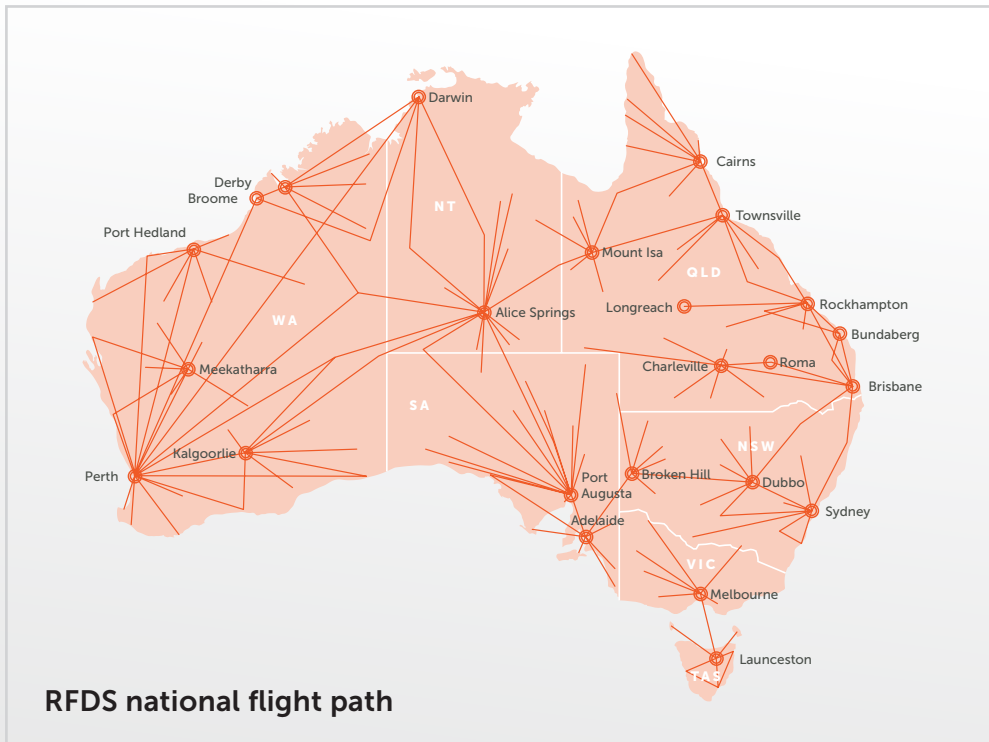 Darwin
Cairns
Derby
Broome
NT
Townsville
Port Hedland
Mount Isa
QLD
Longreach
Rockhampton
Alice Springs
WA
Bundaberg
Meekatharra
Charleville
Roma
Brisbane
SA
NSW
Kalgoorlie
Perth
Broken Hill
Port
Augusta
Dubbo
Sydney
Adelaide
VIC
Melbourne
Launceston
TAS
RFDS national flight path